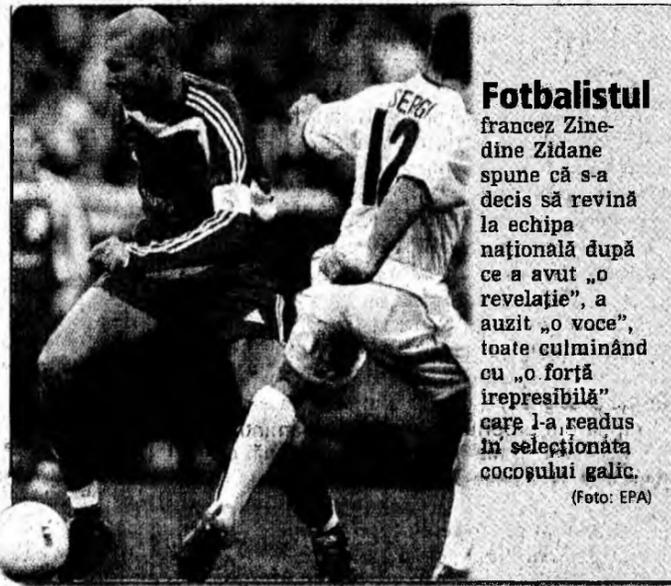 SERGI
12
Fotbalistul
francez Zine-
dine Zidane
spune că s-a
decis să revină
la echipa
națională după
ce a avut „o
revelație”, a
auzit „o voce”,
toate culminând
cu „o forță
irepresibilă”
care l-a readus
în selecționata
cocoșului galic.
(Foto: EPA)